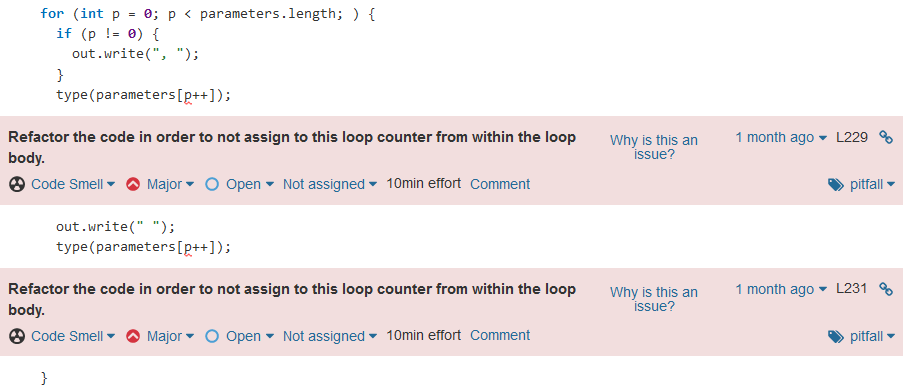 for (int p = 0; p < parameters.length; ) {
if (p != 0) {
out.write(", ");
}
type(parameters[p++]);
Refactor the code in order to not assign to this loop counter from within the loop body.
Why is this an issue?
1 month ago L229
Code Smell Major Open Not assigned 10min effort Comment
pitfall
out.write(" ");
type(parameters[p++]);
Refactor the code in order to not assign to this loop counter from within the loop body.
Why is this an issue?
1 month ago L231
Code Smell Major Open Not assigned 10min effort Comment
pitfall
}